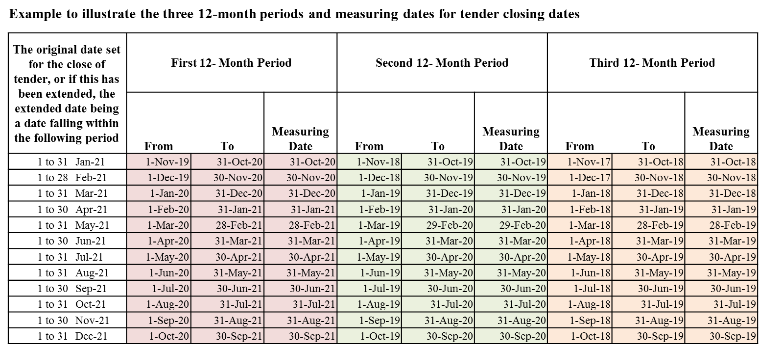 Example to illustrate the three 12-month periods and measuring dates for tender closing dates
The original date set for the close of tender, or if this has been extended, the extended date being a date falling within the following period
First 12- Month Period
Second 12- Month Period
Third 12- Month Period
From To Measuring Date From To Measuring Date From To Measuring Date
1 to 31 Jan-21 1-Nov-19 31-Oct-20 31-Oct-20 1-Nov-18 31-Oct-19 31-Oct-19 1-Nov-17 31-Oct-18 31-Oct-18
1 to 28 Feb-21 1-Dec-19 30-Nov-20 30-Nov-20 1-Dec-18 30-Nov-19 30-Nov-19 1-Dec-17 30-Nov-18 30-Nov-18
1 to 31 Mar-21 1-Jan-20 31-Dec-20 31-Dec-20 1-Jan-19 31-Dec-19 31-Dec-19 1-Jan-18 31-Dec-18 31-Dec-18
1 to 30 Apr-21 1-Feb-20 31-Jan-21 31-Jan-21 1-Feb-19 31-Jan-20 31-Jan-20 1-Feb-18 31-Jan-19 31-Jan-19
1 to 31 May-21 1-Mar-20 28-Feb-21 28-Feb-21 1-Mar-19 29-Feb-20 29-Feb-20 1-Mar-18 28-Feb-19 28-Feb-19
1 to 30 Jun-21 1-Apr-20 31-Mar-21 31-Mar-21 1-Apr-19 31-Mar-20 31-Mar-20 1-Apr-18 31-Mar-19 31-Mar-19
1 to 31 Jul-21 1-May-20 30-Apr-21 30-Apr-21 1-May-19 30-Apr-20 30-Apr-20 1-May-18 30-Apr-19 30-Apr-19
1 to 31 Aug-21 1-Jun-20 31-May-21 31-May-21 1-Jun-19 31-May-20 31-May-20 1-Jun-18 31-May-19 31-May-19
1 to 30 Sep-21 1-Jul-20 30-Jun-21 30-Jun-21 1-Jul-19 30-Jun-20 30-Jun-20 1-Jul-18 30-Jun-19 30-Jun-19
1 to 31 Oct-21 1-Aug-20 31-Jul-21 31-Jul-21 1-Aug-19 31-Jul-20 31-Jul-20 1-Aug-18 31-Jul-19 31-Jul-19
1 to 30 Nov-21 1-Sep-20 31-Aug-21 31-Aug-21 1-Sep-19 31-Aug-20 31-Aug-20 1-Sep-18 31-Aug-19 31-Aug-19
1 to 31 Dec-21 1-Oct-20 30-Sep-21 30-Sep-21 1-Oct-19 30-Sep-20 30-Sep-20 1-Oct-18 30-Sep-19 30-Sep-19